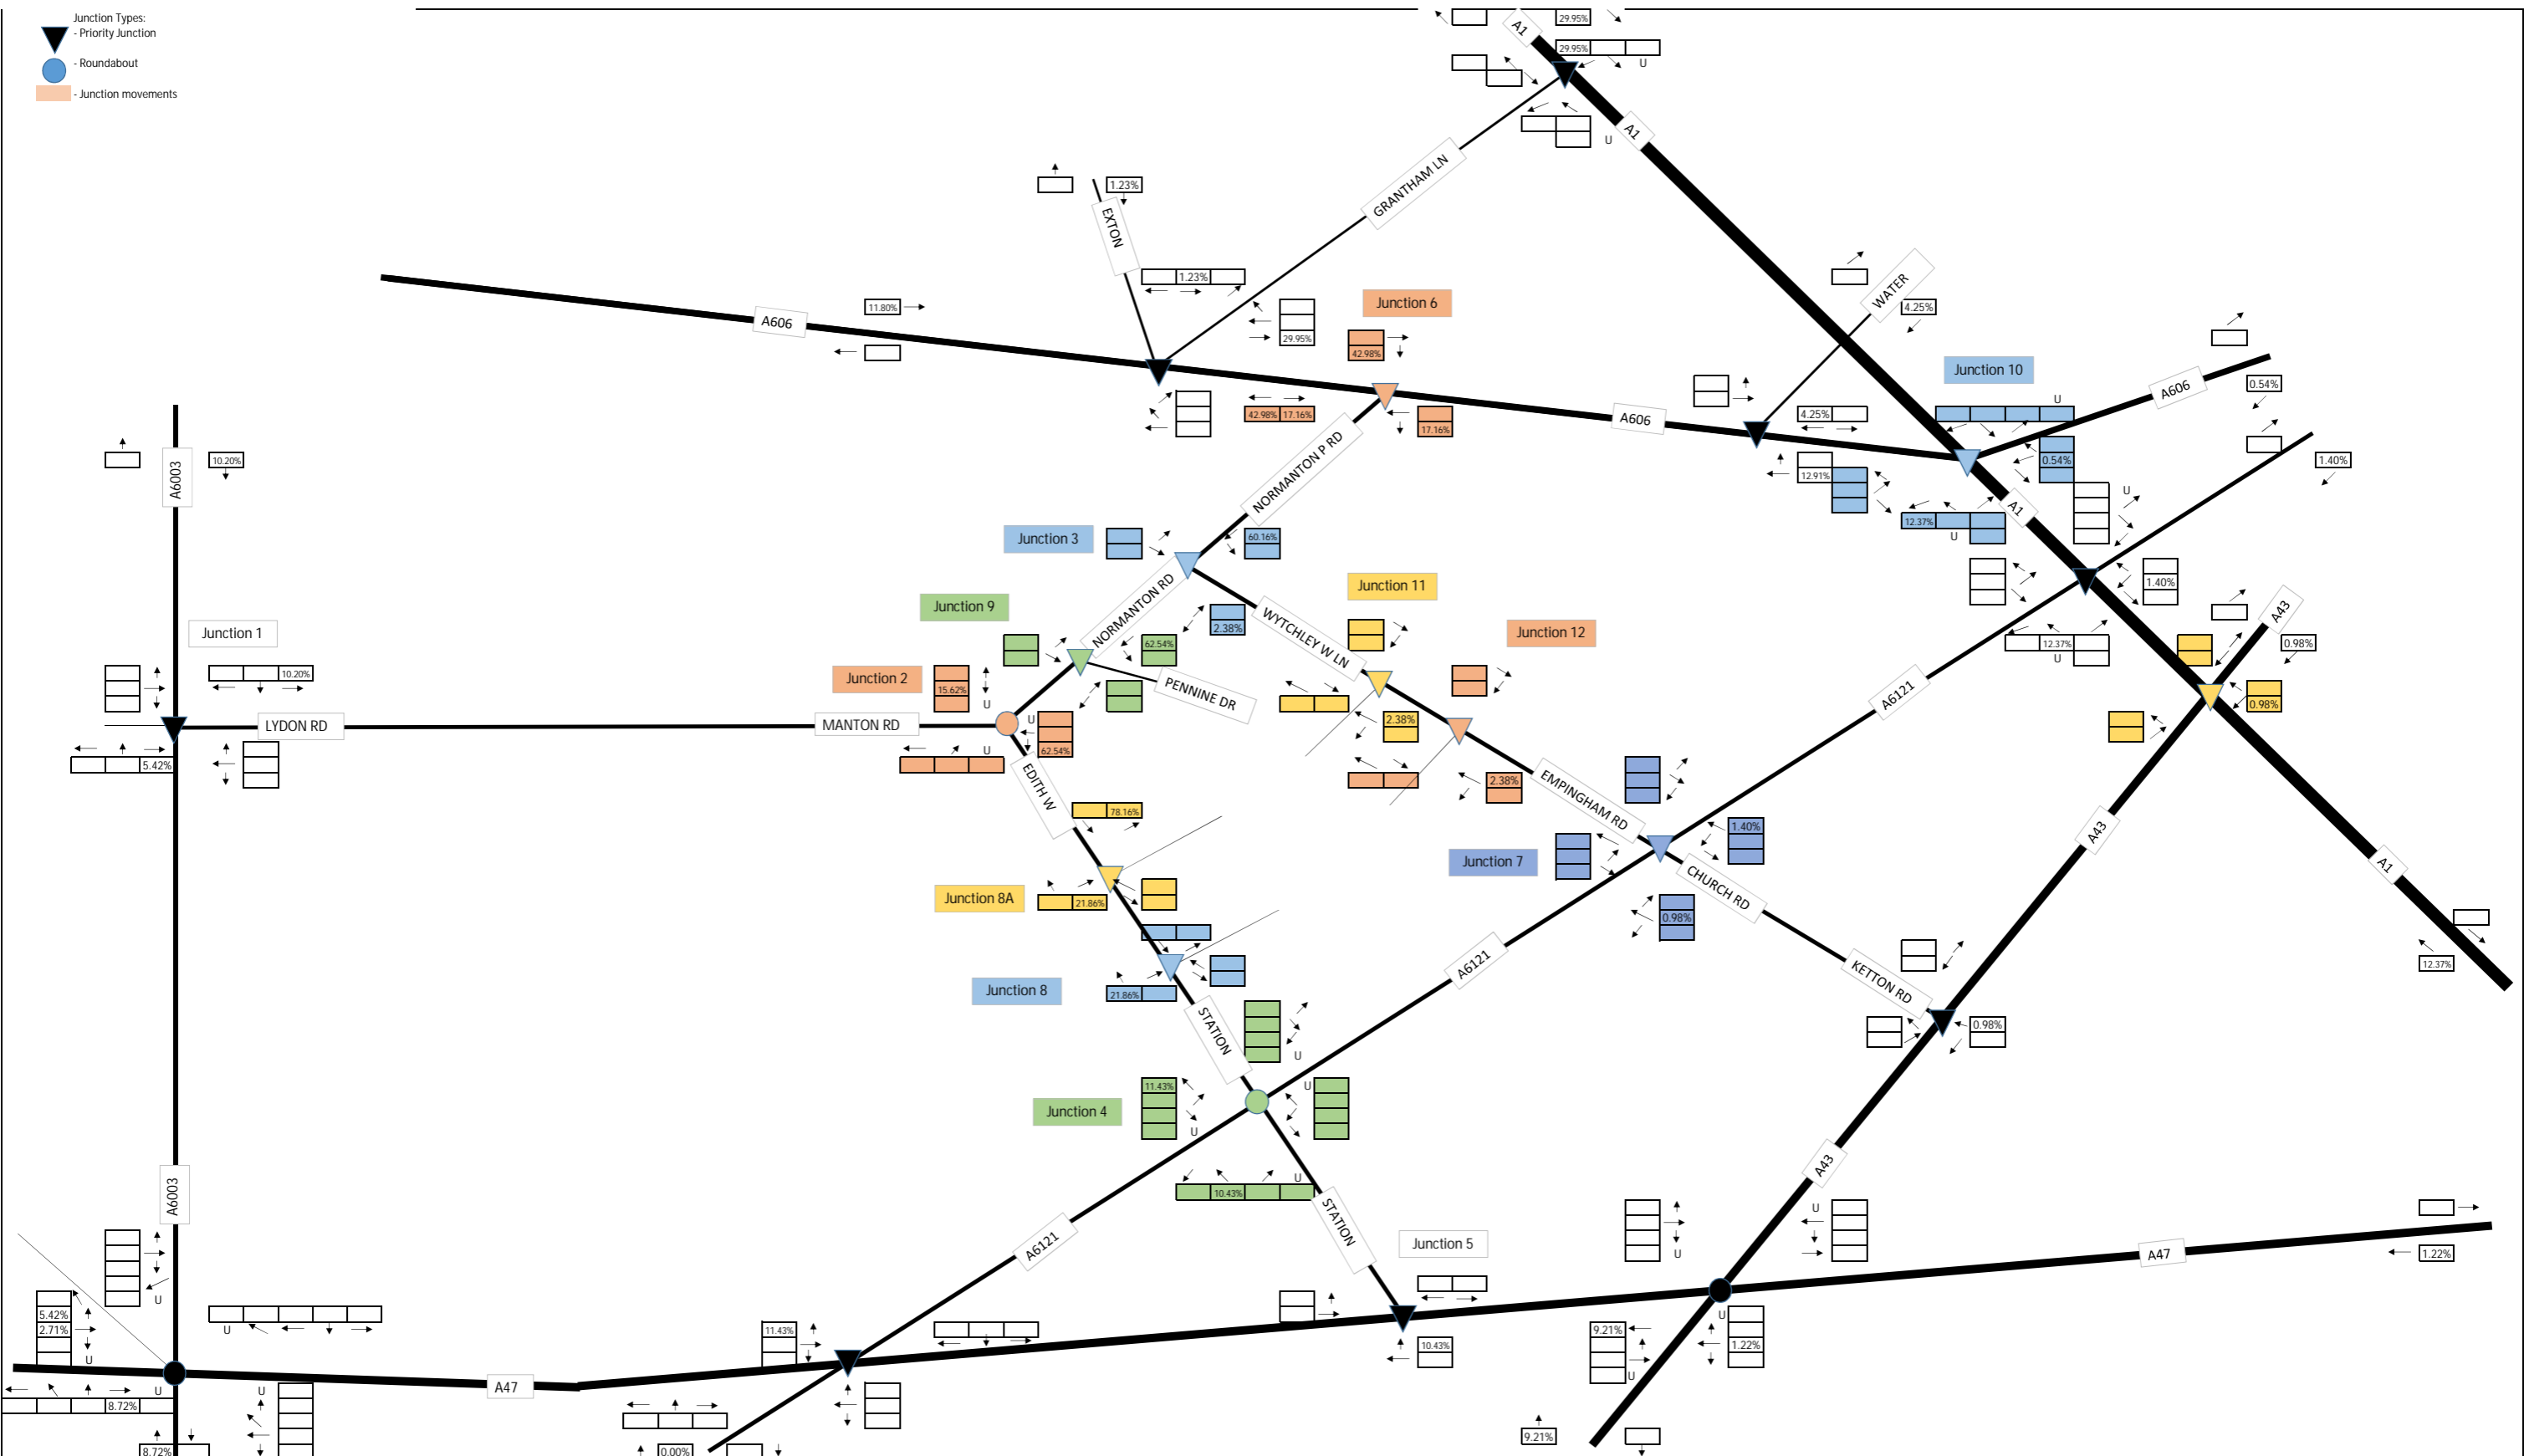 Junction Types:
- Priority Junction
- Roundabout
- Junction movements
A1
29.95%
29.95%
U
A1
U
GRANTHAM LN
1.23%
EXTON
1.23%
29.95%
11.80%
A606
Junction 6
42.98%
42.98%
17.16%
17.16%
WATER
4.25%
A606
4.25%
12.91%
Junction 10
U
A606
0.54%
0.54%
1.40%
12.37%
U
U
A1
A6003
10.20%
NORMANTON P RD
Junction 3
60.16%
2.38%
NORMANTON RD
Junction 9
62.54%
PENNINE DR
WYTCHLEY W LN
Junction 11
2.38%
Junction 12
2.38%
1.40%
12.37%
U
A43
0.98%
0.98%
Junction 1
10.20%
LYDON RD
5.42%
MANTON RD
Junction 2
15.62%
U
U
62.54%
U
EDITH W
78.16%
Junction 8A
21.86%
Junction 8
21.86%
STATION
EMPINGHAM RD
Junction 7
1.40%
0.98%
CHURCH RD
A6121
A6121
KETTON RD
0.98%
A43
A1
12.37%
U
Junction 4
11.43%
U
U
10.43%
U
STATION
A6121
Junction 5
10.43%
A43
U
U
A47
1.22%
U
1.22%
9.21%
U
9.21%
A6003
U
5.42%
2.71%
U
U
8.72%
U
U
8.72%
A47
11.43%
0.00%